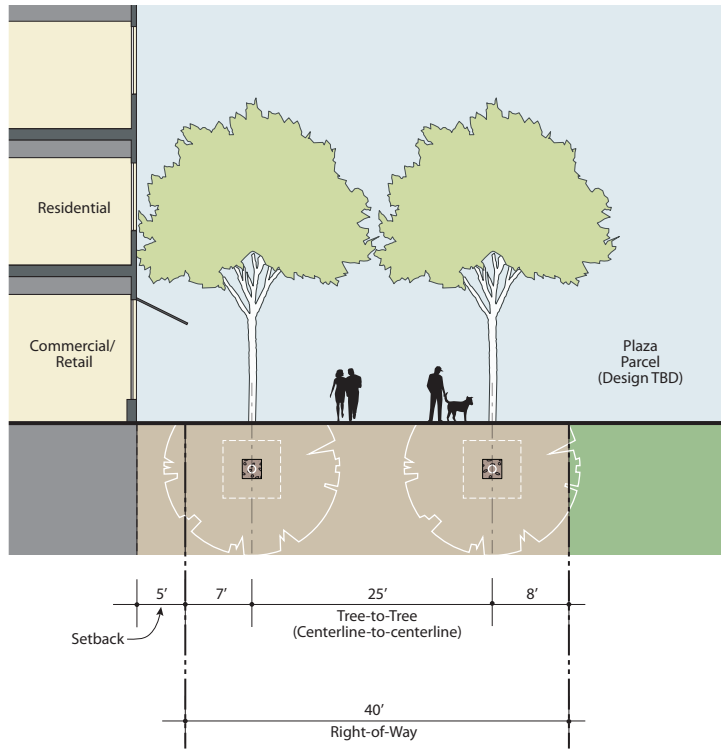 Residential
Commercial/
Retail
Plaza
Parcel
(Design TBD)
5’
7’
25’
8’
Tree-to-Tree
(Centerline-to-centerline)
Setback
40’
Right-of-Way